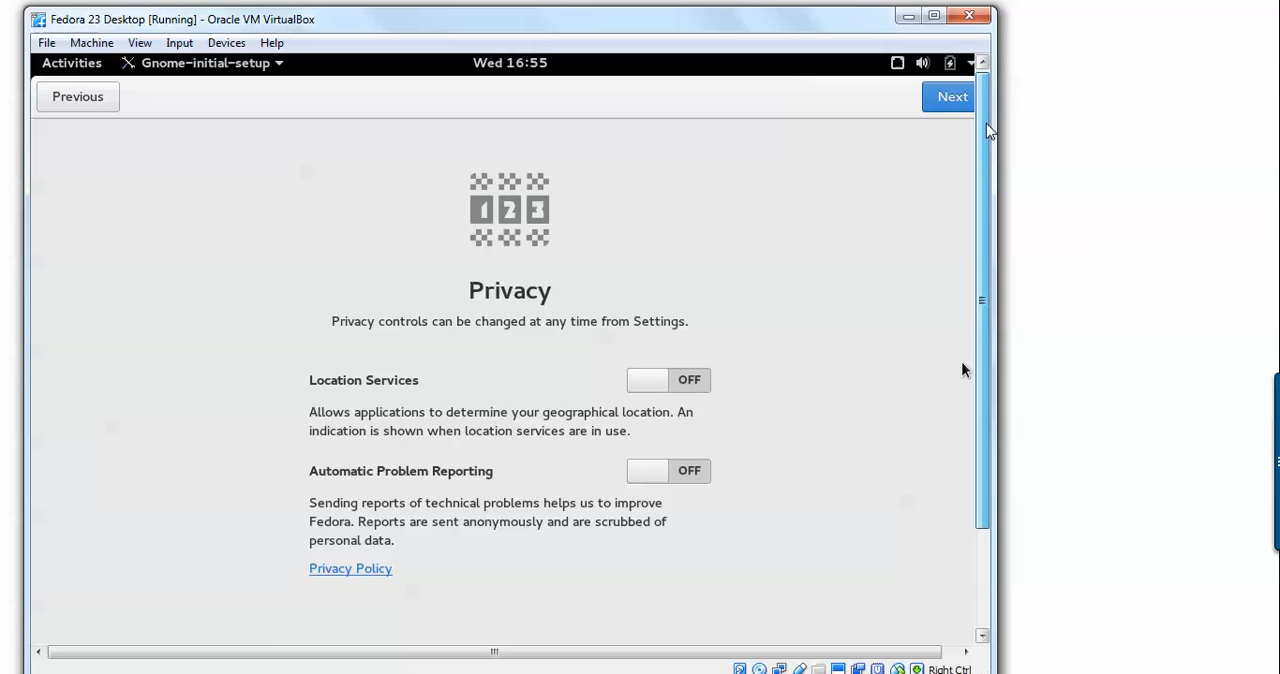 Fedora 23 Desktop [Running] - Oracle VM VirtualBox
File Machine View Input Devices Help
Activities Gnome-initial-setup Wed 16:55
Previous Next
1 2 3
Privacy
Privacy controls can be changed at any time from Settings.
Location Services OFF
Allows applications to determine your geographical location. An
indication is shown when location services are in use.
Automatic Problem Reporting OFF
Sending reports of technical problems helps us to improve
Fedora. Reports are sent anonymously and are scrubbed of
personal data.
Privacy Policy
Right Ctrl